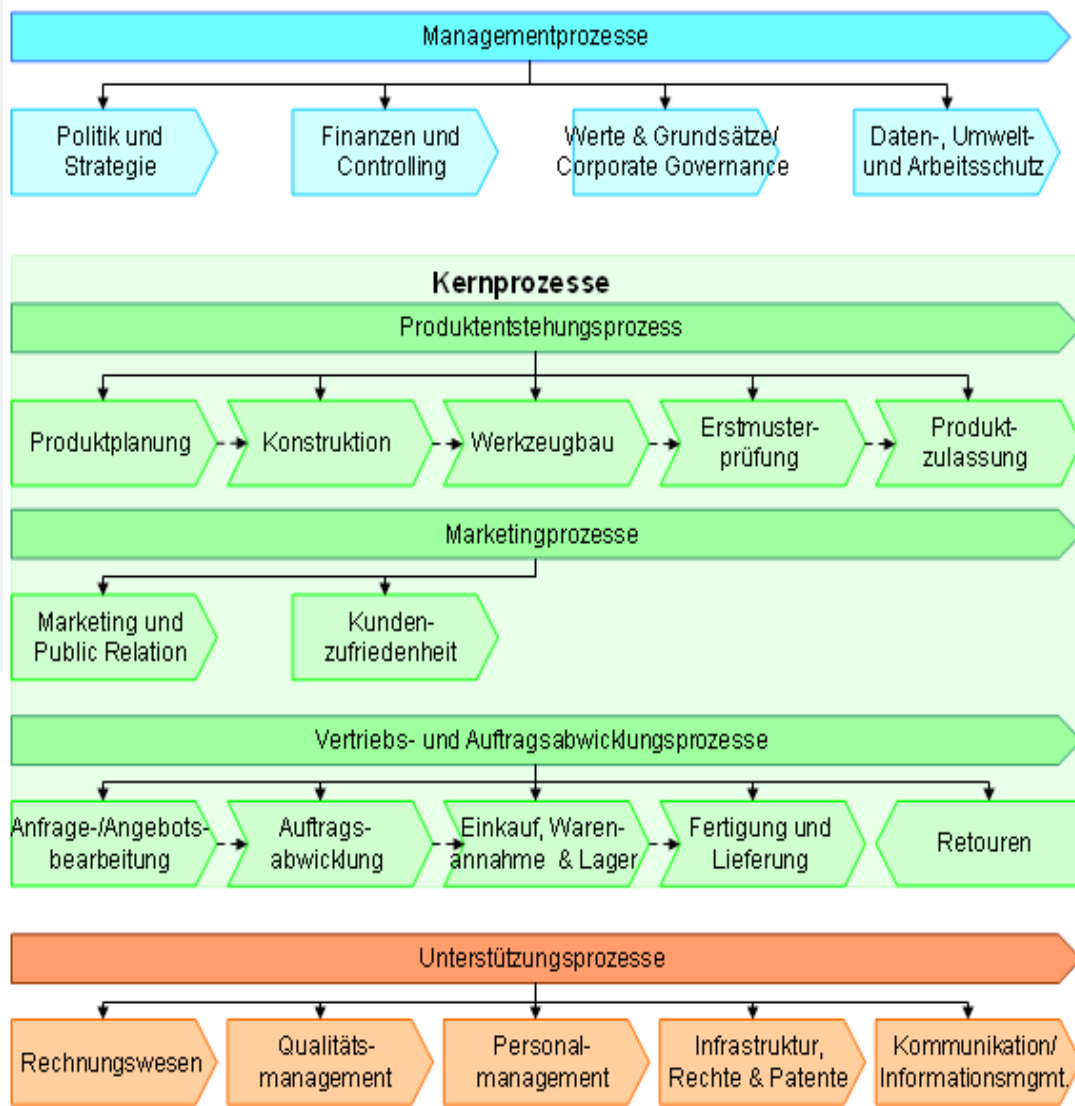 Managementprozesse
Politik und
Strategie
Finanzen und
Controlling
Werte & Grundsätze/
Corporate Governance
Daten-, Umwelt-
und Arbeitsschutz
Kernprozesse
Produktentstehungsprozess
Produktplanung
Konstruktion
Werkzeugbau
Erstmuster-
prüfung
Produkt-
zulassung
Marketingprozesse
Marketing und
Public Relation
Kunden-
zufriedenheit
Vertriebs- und Auftragsabwicklungsprozesse
Anfrage-/Angebots-
bearbeitung
Auftrags-
abwicklung
Einkauf, Waren-
annahme & Lager
Fertigung und
Lieferung
Retouren
Unterstützungsprozesse
Rechnungswesen
Qualitäts-
management
Personal-
management
Infrastruktur,
Rechte & Patente
Kommunikation/
Informationsmgmt.